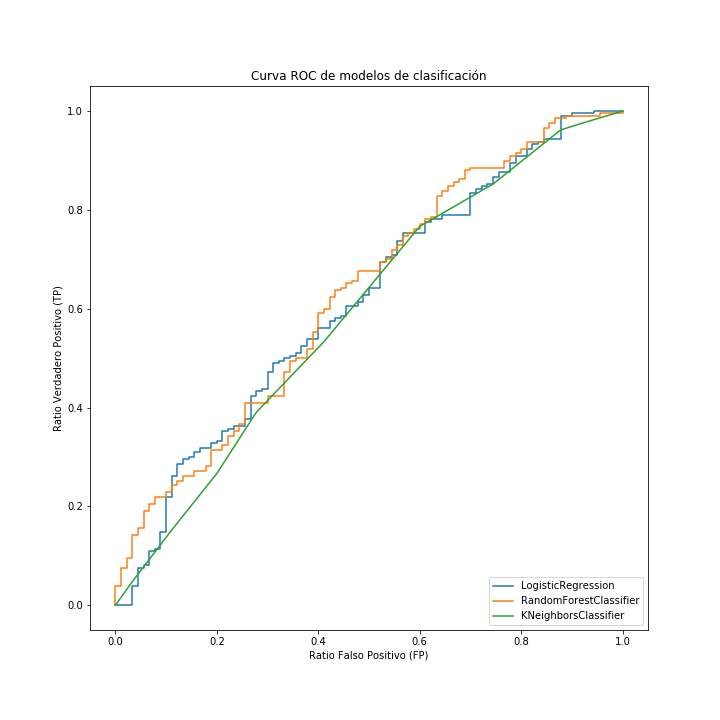 Curva ROC de modelos de clasificación
1.0
0.8
0.6
0.4
0.2
0.0
Ratio Verdadero Positivo (TP)
0.0 0.2 0.4 0.6 0.8 1.0
Ratio Falso Positivo (FP)
LogisticRegression
RandomForestClassifier
KNeighborsClassifier